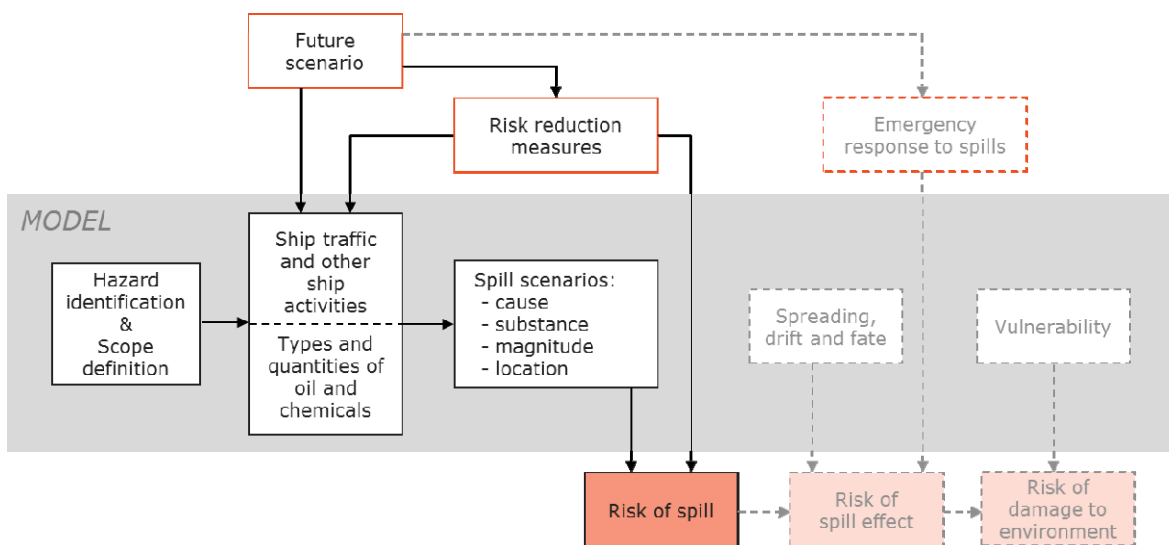 Future
scenario
Risk reduction
measures
Emergency
response to spills
MODEL
Hazard
identification
&
Scope
definition
Ship traffic
and other
ship
activities
Types and
quantities of
oil and
chemicals
Spill scenarios:
- cause
- substance
- magnitude
- location
Spreading,
drift and fate
Vulnerability
Risk of spill
Risk of
spill effect
Risk of
damage to
environment